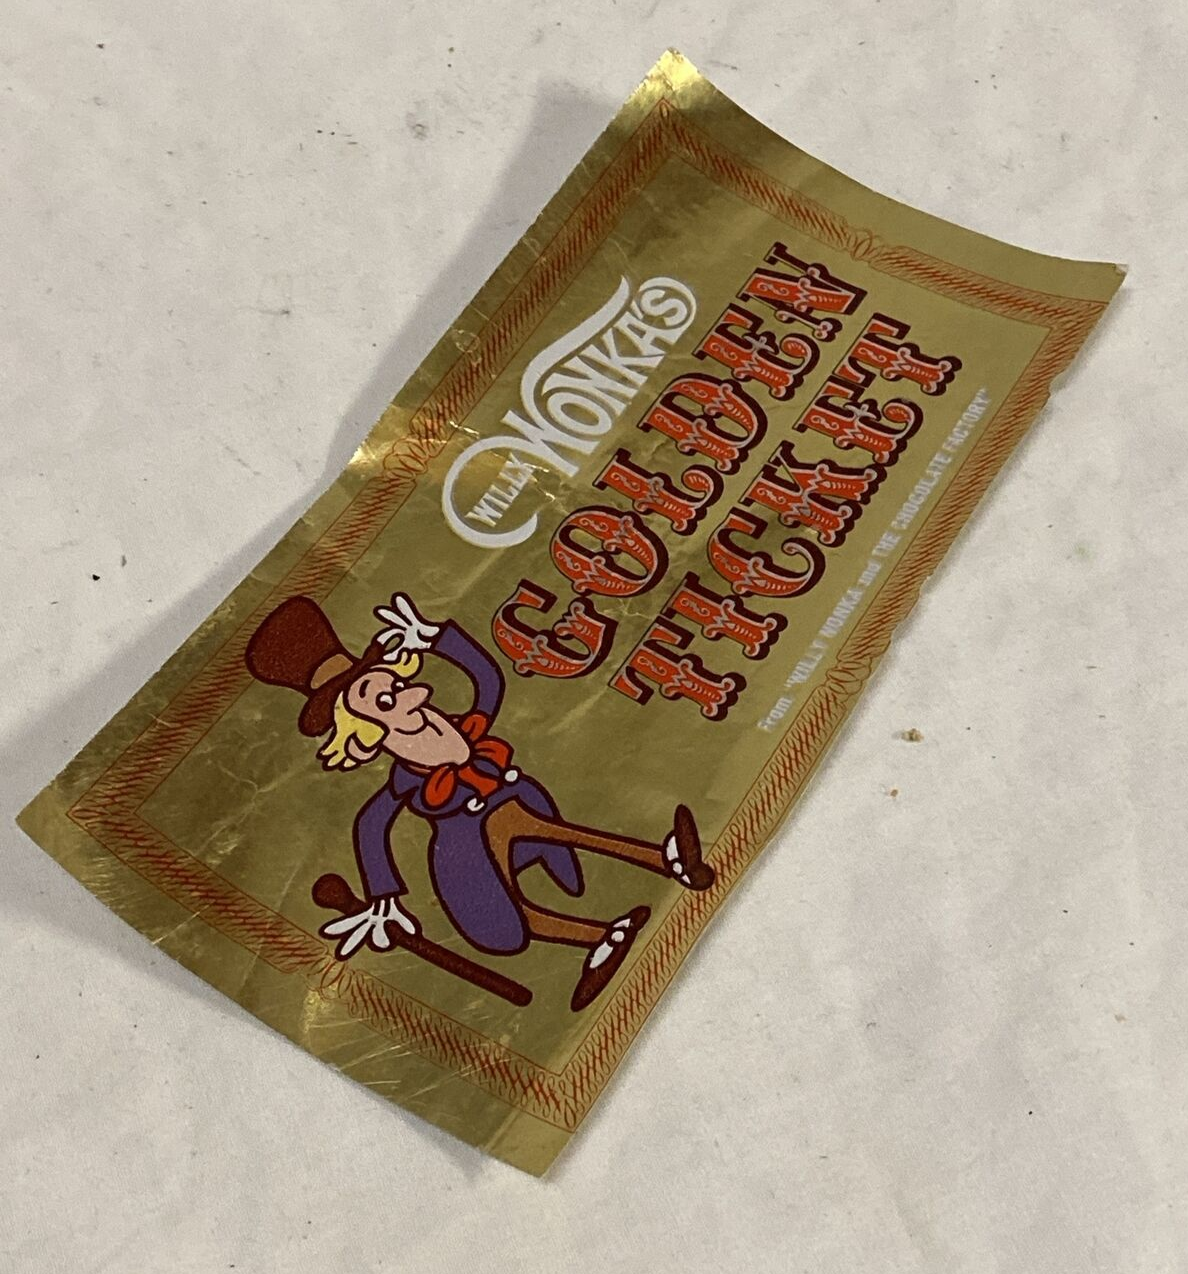 WILLY WONKA'S
GOLDEN
TICKET
From "WILLY WONKA and THE CHOCOLATE FACTORY"